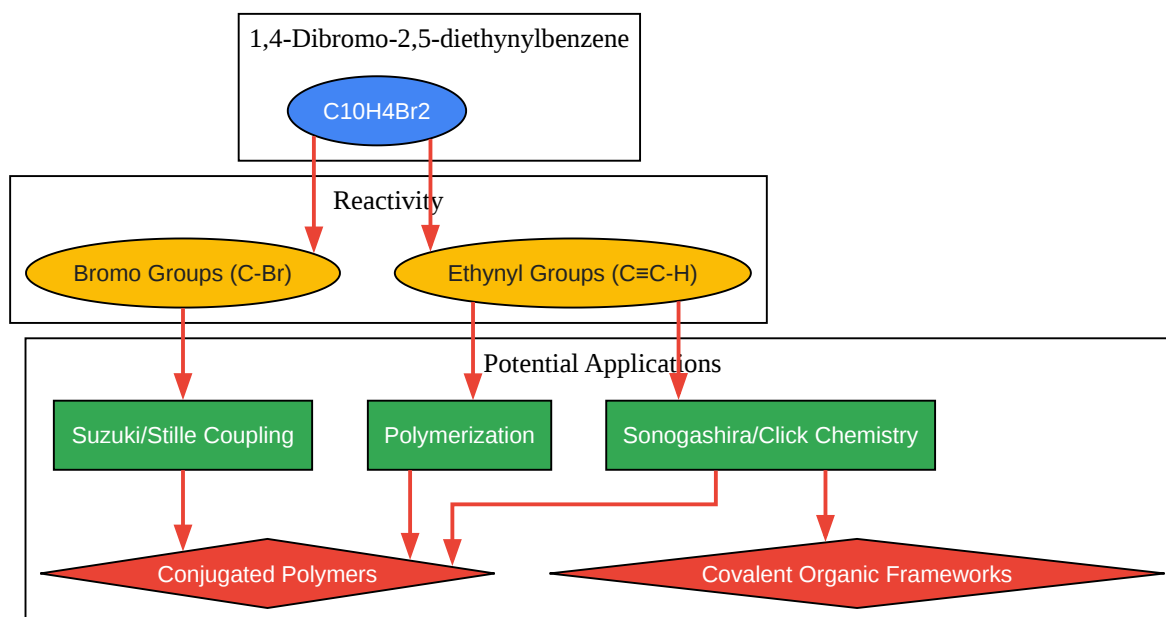 1,4-Dibromo-2,5-diethynylbenzene
C10H4Br2
Reactivity
Bromo Groups (C-Br)
Ethynyl Groups (C≡C-H)
Potential Applications
Suzuki/Stille Coupling
Polymerization
Sonogashira/Click Chemistry
Conjugated Polymers
Covalent Organic Frameworks